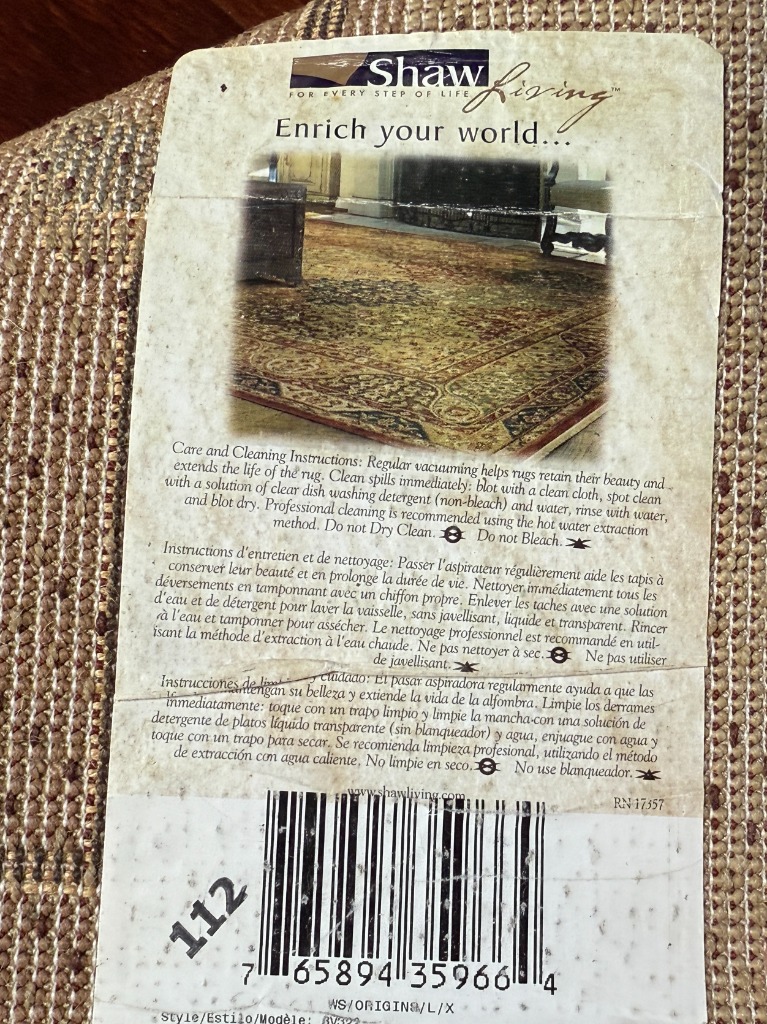 Shaw Living™
FOR EVERY STEP OF LIFE
Enrich your world...
Care and Cleaning Instructions: Regular vacuuming helps rugs retain their beauty and
extends the life of the rug. Clean spills immediately: blot with a clean cloth, spot clean
with a solution of clear dish washing detergent (non-bleach) and water, rinse with water,
and blot dry. Professional cleaning is recommended using the hot water extraction
method. Do not Dry Clean. Do not Bleach.
Instructions d'entretien et de nettoyage: Passer l'aspirateur régulièrement aide les tapis à
conserver leur beauté et en prolonge la durée de vie. Nettoyer immédiatement tous les
déversements en tamponnant avec un chiffon propre. Enlever les taches avec une solution
d'eau et de détergent pour laver la vaisselle, sans javellisant, liquide et transparent. Rincer
à l'eau et tamponner pour assécher. Le nettoyage professionnel est recommandé en util-
isant la méthode d'extraction à l'eau chaude. Ne pas nettoyer à sec. Ne pas utiliser
de javellisant.
Instrucciones de y cuidado: El pasar aspiradora regularmente ayuda a que las
mantengan su belleza y extiende la vida de la alfombra. Limpie los derrames
inmediatamente: toque con un trapo limpio y limpie la mancha con una solución de
detergente de platos líquido transparente (sin blanqueador) y agua, enjuague con agua y
toque con un trapo para secar. Se recomienda limpieza profesional, utilizando el método
de extracción con agua caliente. No limpie en seco. No use blanqueador.
www.shawliving.com
RN 17357
112
7 65894 35966 4
WS/ORIGINS/L/X
Style/Estilo/Modèle: